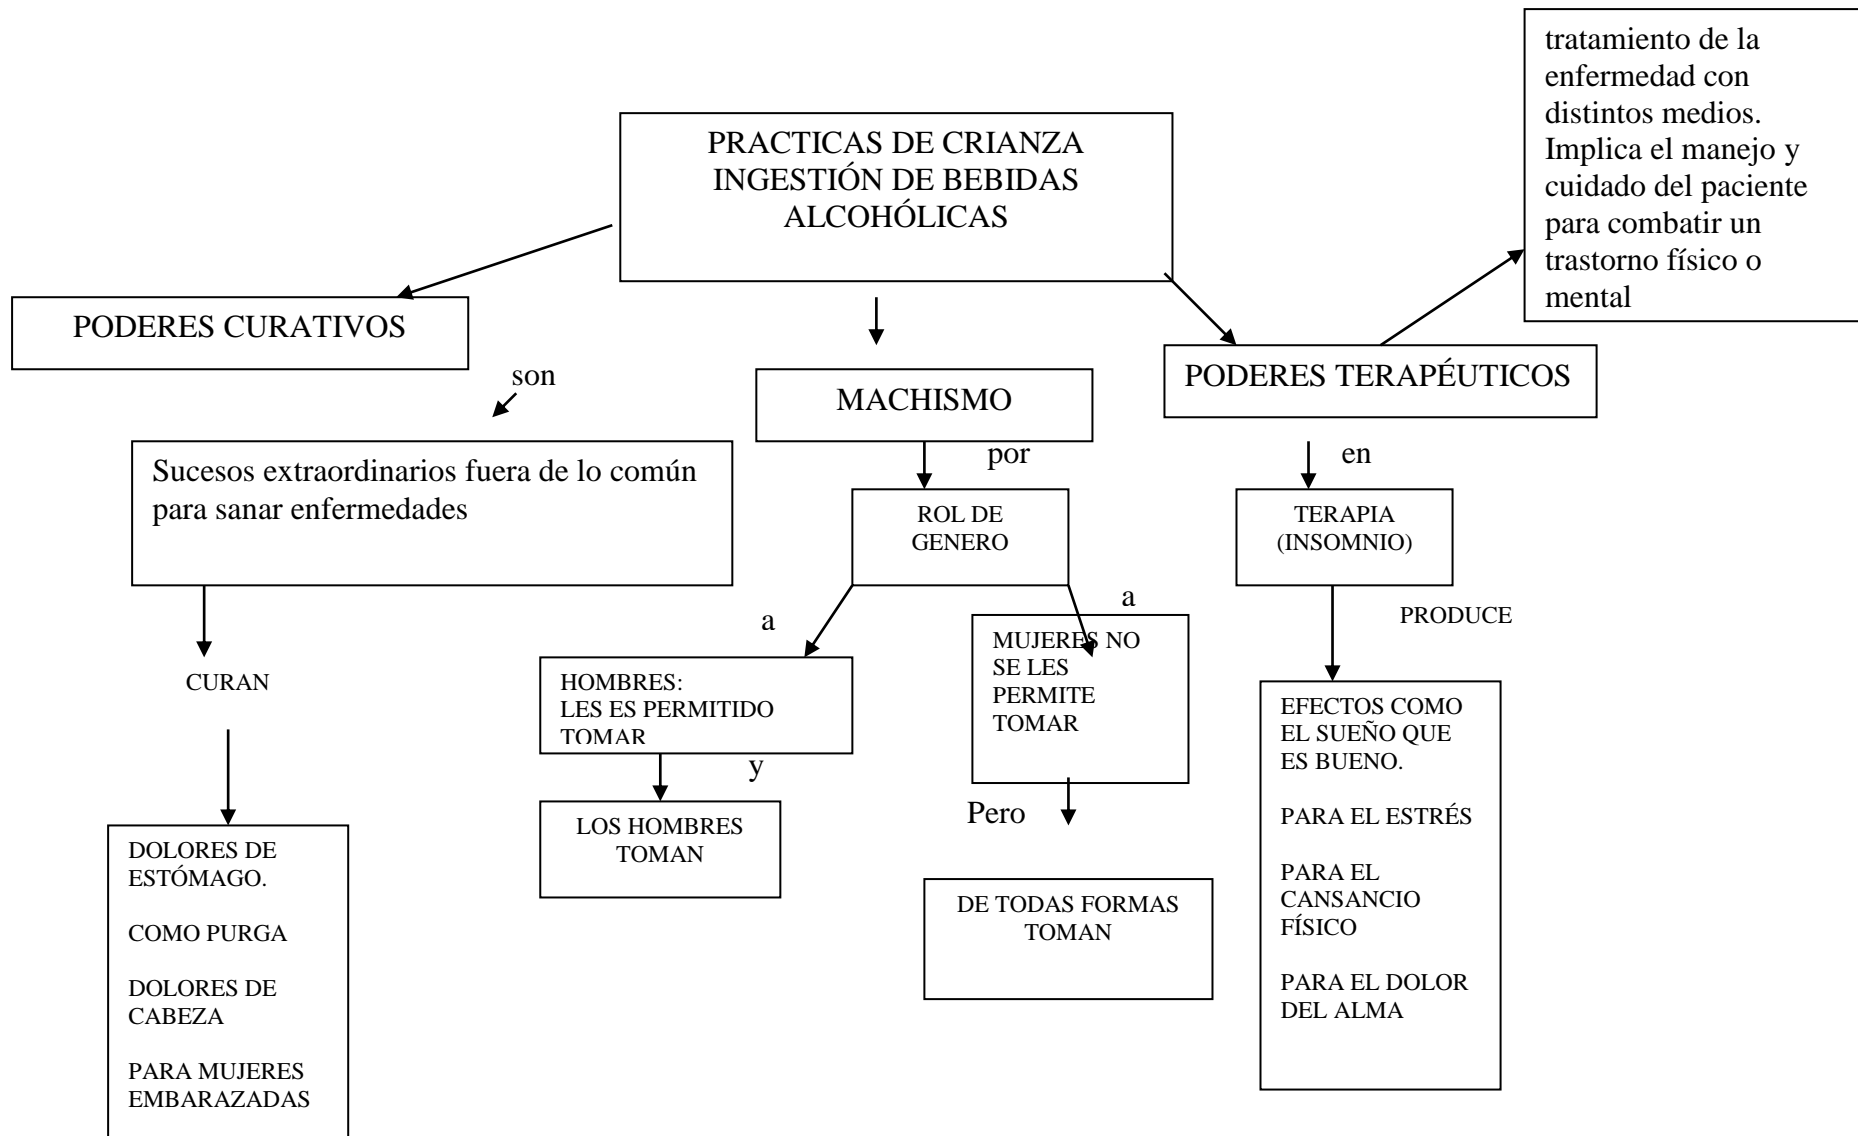 tratamiento de la
enfermedad con
distintos medios.
Implica el manejo y
cuidado del paciente
para combatir un
trastorno físico o
mental
PRACTICAS DE CRIANZA
INGESTIÓN DE BEBIDAS
ALCOHÓLICAS
PODERES CURATIVOS
son
Sucesos extraordinarios fuera de lo común
para sanar enfermedades
CURAN
DOLORES DE
ESTÓMAGO.
COMO PURGA
DOLORES DE
CABEZA
PARA MUJERES
EMBARAZADAS
MACHISMO
por
ROL DE
GENERO
a
HOMBRES:
LES ES PERMITIDO
TOMAR
y
LOS HOMBRES
TOMAN
a
MUJERES NO
SE LES
PERMITE
TOMAR
Pero
DE TODAS FORMAS
TOMAN
PODERES TERAPÉUTICOS
en
TERAPIA
(INSOMNIO)
PRODUCE
EFECTOS COMO
EL SUEÑO QUE
ES BUENO.
PARA EL ESTRÉS
PARA EL
CANSANCIO
FÍSICO
PARA EL DOLOR
DEL ALMA